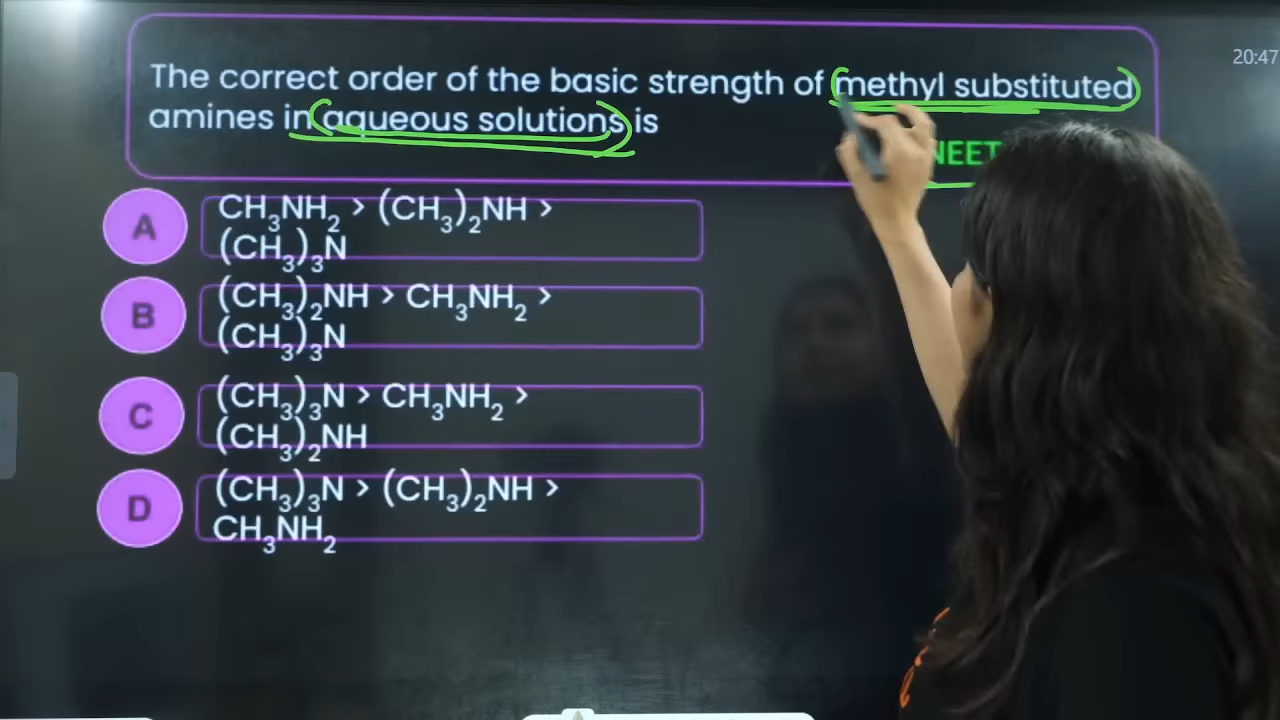 20:47
The correct order of the basic strength of methyl substituted
amines in aqueous solutions is
NEET
A
CH₃NH₂ > (CH₃)₂NH >
(CH₃)₃N
B
(CH₃)₂NH > CH₃NH₂ >
(CH₃)₃N
C
(CH₃)₃N > CH₃NH₂ >
(CH₃)₂NH
D
(CH₃)₃N > (CH₃)₂NH >
CH₃NH₂